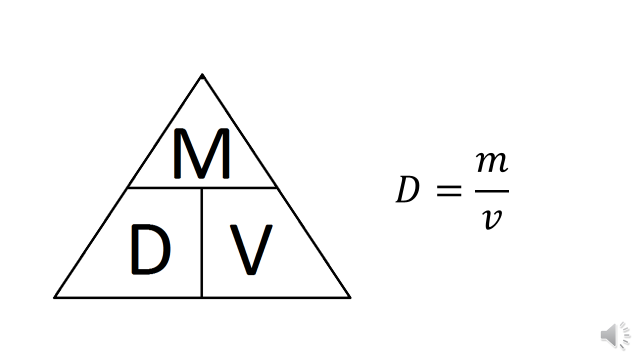 M
D V
D = m/v